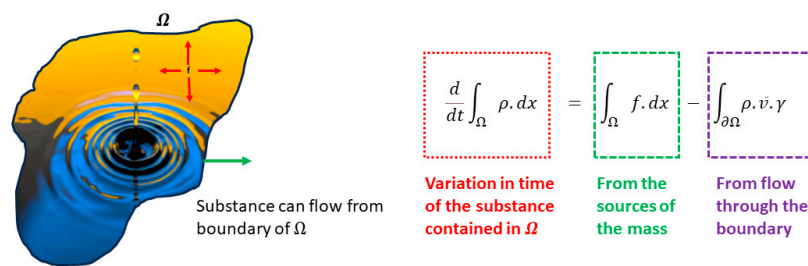 Ω
f
d/dt ∫_Ω ρ.dx = ∫_Ω f.dx − ∫_∂Ω ρ.v⃗.γ
Substance can flow from
boundary of Ω
Variation in time
of the substance
contained in Ω
From the
sources of
the mass
From flow
through the
boundary